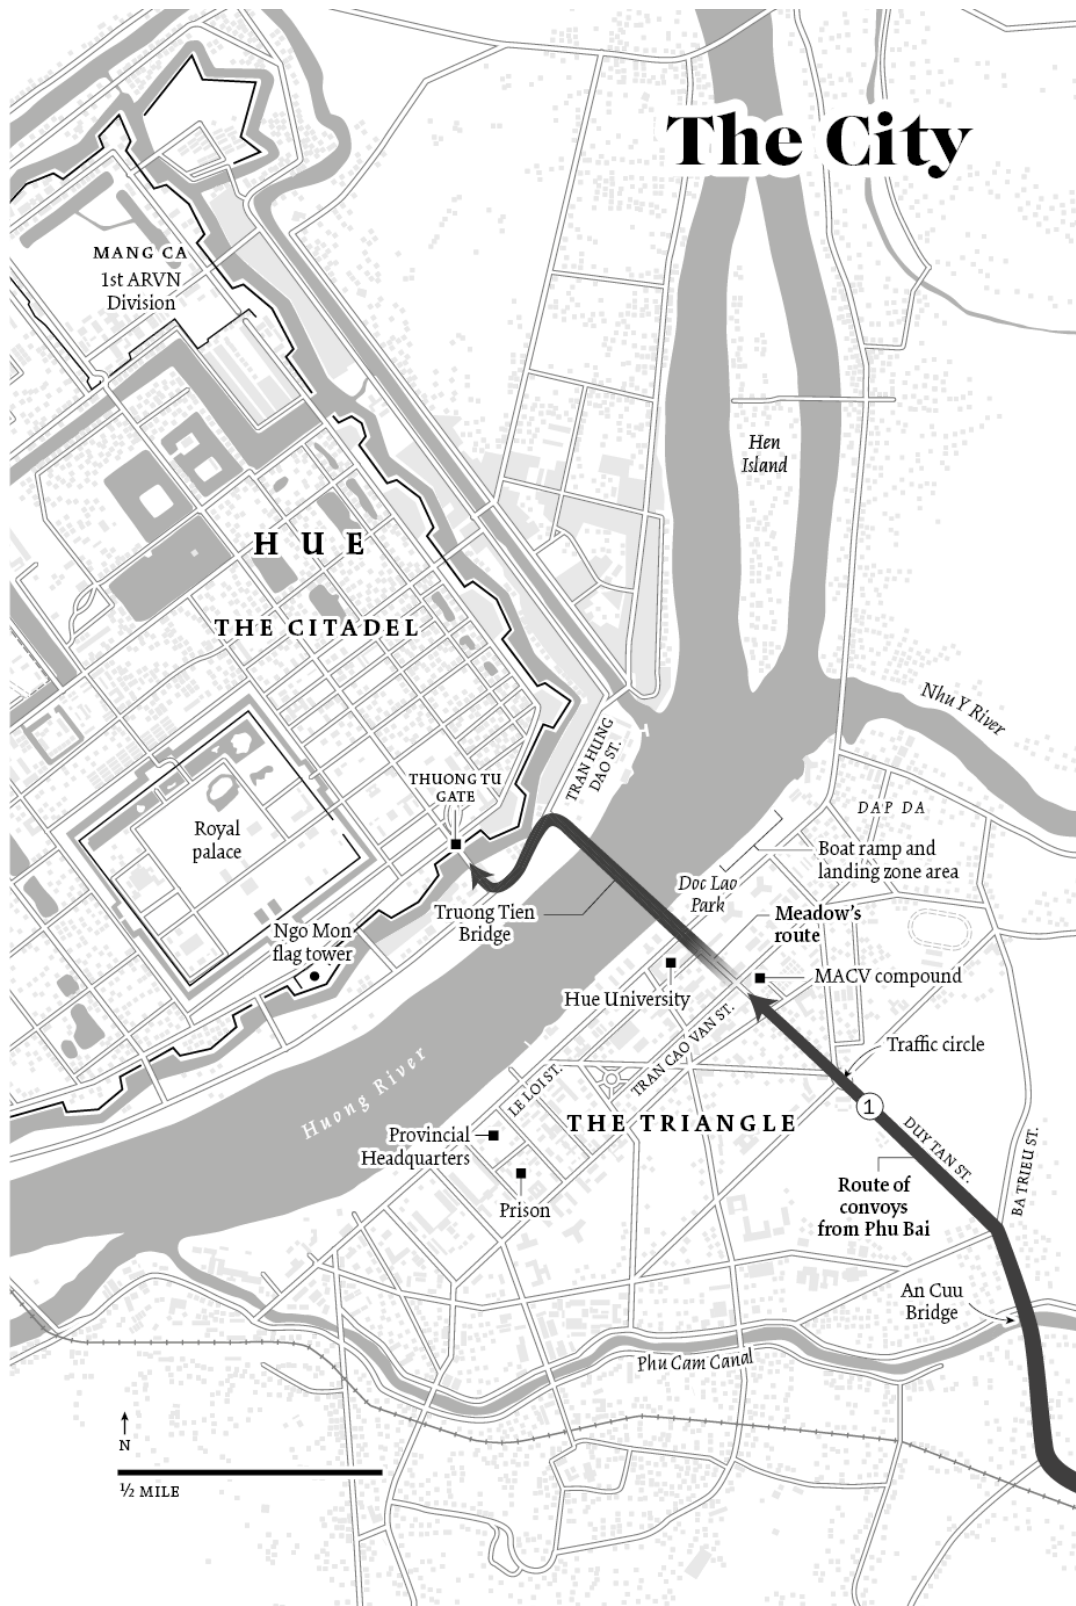 The City
MANG CA
1st ARVN
Division
Hen
Island
HUE
THE CITADEL
Nhu Y River
TRAN HUNG
DAO ST.
THUONG TU
GATE
DAP DA
Royal
palace
Boat ramp and
landing zone area
Doc Lao
Park
Truong Tien
Bridge
Meadow's
route
Ngo Mon
flag tower
MACV compound
Hue University
TRAN CAO VAN ST.
Traffic circle
Huong River
LE LOI ST.
1
THE TRIANGLE
DUY TAN ST.
Provincial
Headquarters
BA TRIEU ST.
Prison
Route of
convoys
from Phu Bai
An Cuu
Bridge
Phu Cam Canal
N
½ MILE